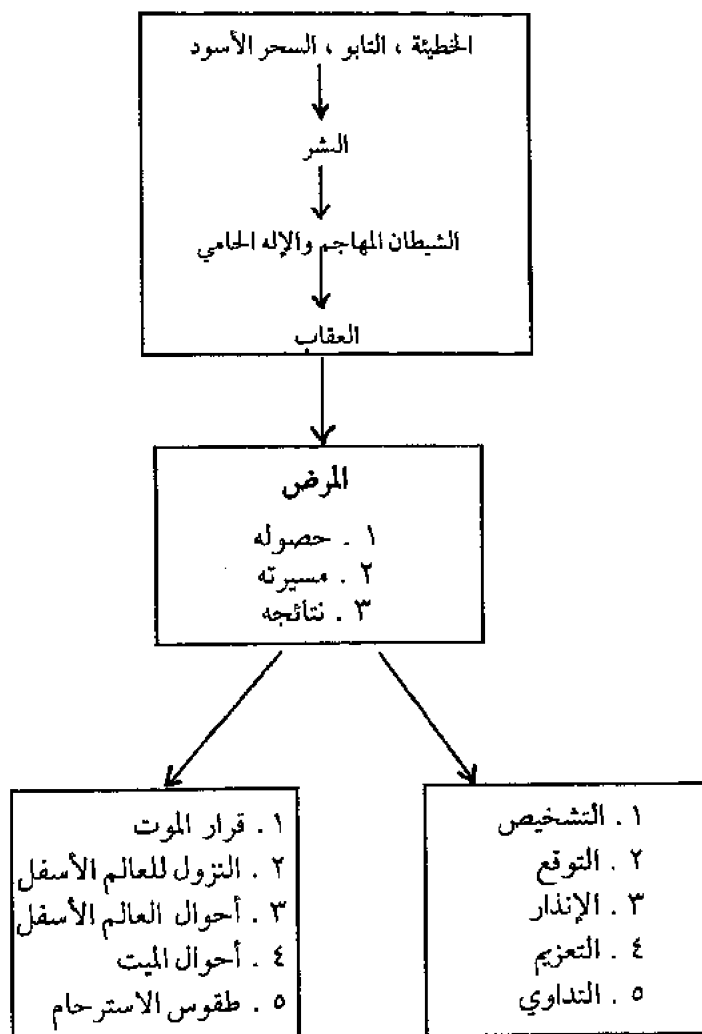 الخطيئة ، التابو ، السحر الأسود
الشر
الشيطان المهاجم والإله الحامي
العقاب
المرض
١ . حصوله
٢ . مسيرته
٣ . نتائجه
١ . التشخيص
٢ . التوقع
٣ . الإنذار
٤ . التعزيم
٥ . التداوي
١ . قرار الموت
٢ . النزول للعالم الأسفل
٣ . أحوال العالم الأسفل
٤ . أحوال الميت
٥ . طقوس الاسترحام